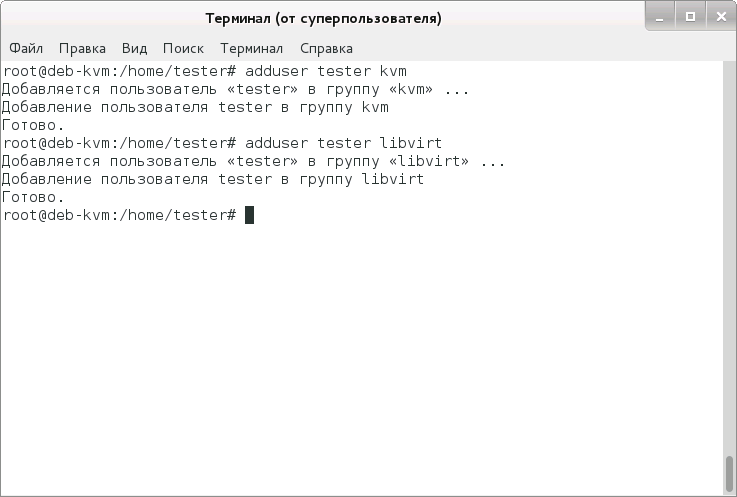 Терминал (от суперпользователя)
Файл Правка Вид Поиск Терминал Справка
root@deb-kvm:/home/tester# adduser tester kvm
Добавляется пользователь «tester» в группу «kvm» ...
Добавление пользователя tester в группу kvm
Готово.
root@deb-kvm:/home/tester# adduser tester libvirt
Добавляется пользователь «tester» в группу «libvirt» ...
Добавление пользователя tester в группу libvirt
Готово.
root@deb-kvm:/home/tester#